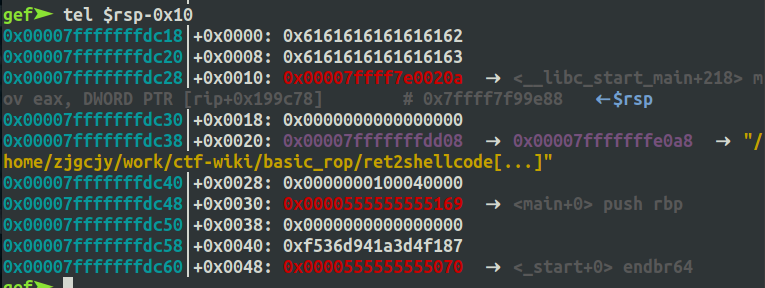 gef➤ tel $rsp-0x10
0x00007fffffffdc18│+0x0000: 0x6161616161616162
0x00007fffffffdc20│+0x0008: 0x6161616161616163
0x00007fffffffdc28│+0x0010: 0x00007ffff7e0020a → <__libc_start_main+218> m
ov eax, DWORD PTR [rip+0x199c78]        # 0x7ffff7f99e88   ←$rsp
0x00007fffffffdc30│+0x0018: 0x0000000000000000
0x00007fffffffdc38│+0x0020: 0x00007fffffffdd08 → 0x00007fffffffe0a8 → "/
home/zjgcjy/work/ctf-wiki/basic_rop/ret2shellcode[...]"
0x00007fffffffdc40│+0x0028: 0x0000000100040000
0x00007fffffffdc48│+0x0030: 0x0000555555555169 → <main+0> push rbp
0x00007fffffffdc50│+0x0038: 0x0000000000000000
0x00007fffffffdc58│+0x0040: 0xf536d941a3d4f187
0x00007fffffffdc60│+0x0048: 0x0000555555555070 → <_start+0> endbr64
gef➤